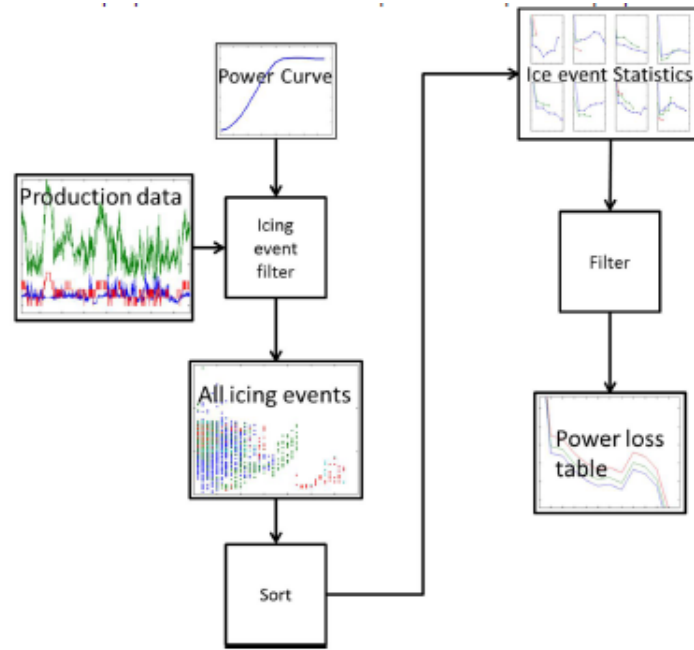 Power Curve
Production data
Icing
event
filter
All icing events
Sort
Ice event Statistics
Filter
Power loss
table